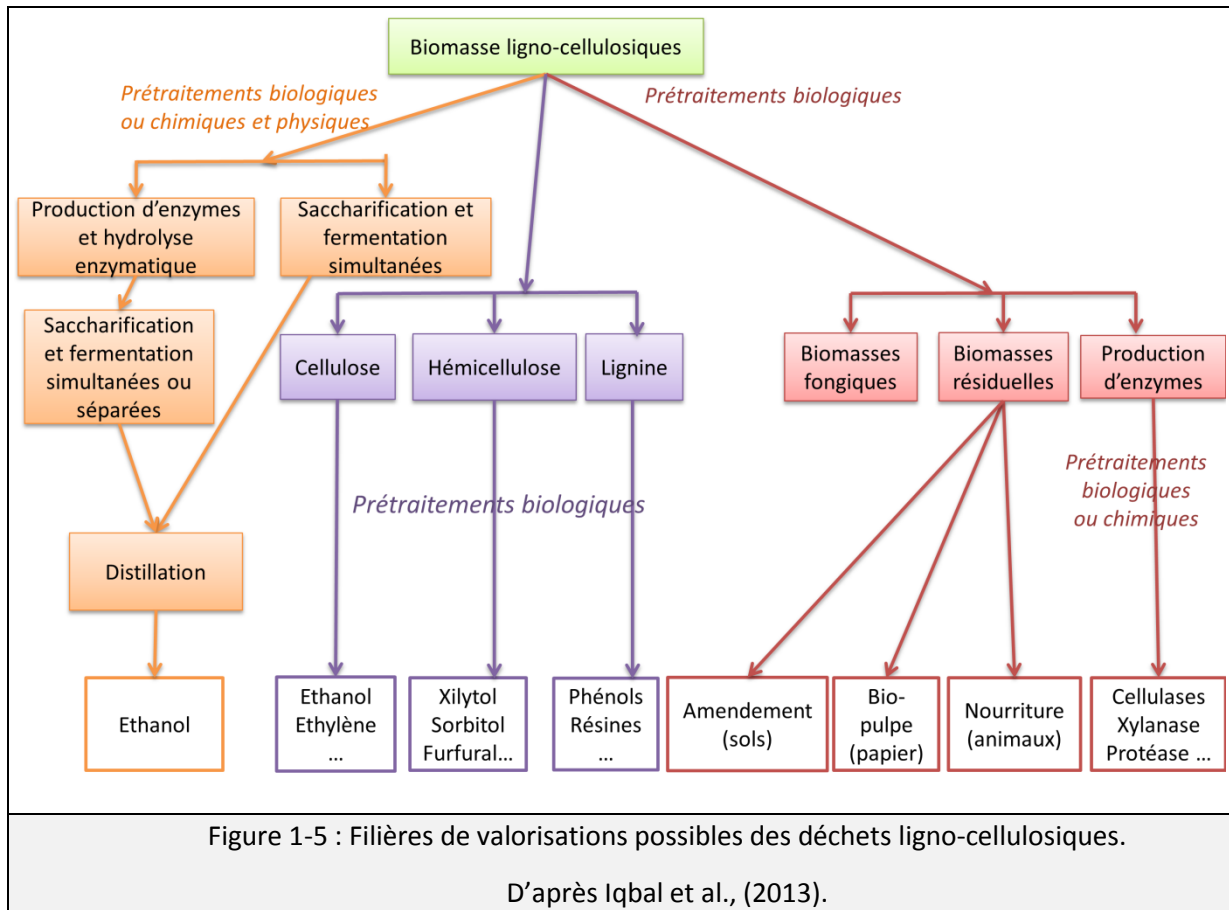 Biomasse ligno-cellulosiques
Prétraitements biologiques
ou chimiques et physiques
Prétraitements biologiques
Production d’enzymes
et hydrolyse
enzymatique
Saccharification et
fermentation
simultanées
Saccharification
et fermentation
simultanées ou
séparées
Cellulose
Hémicellulose
Lignine
Biomasses
fongiques
Biomasses
résiduelles
Production
d’enzymes
Prétraitements biologiques
Prétraitements
biologiques
ou chimiques
Distillation
Ethanol
Ethanol
Ethylène
...
Xilytol
Sorbitol
Furfural...
Phénols
Résines
...
Amendement
(sols)
Bio-
pulpe
(papier)
Nourriture
(animaux)
Cellulases
Xylanase
Protéase ...
Figure 1-5 : Filières de valorisations possibles des déchets ligno-cellulosiques.
D’après Iqbal et al., (2013).